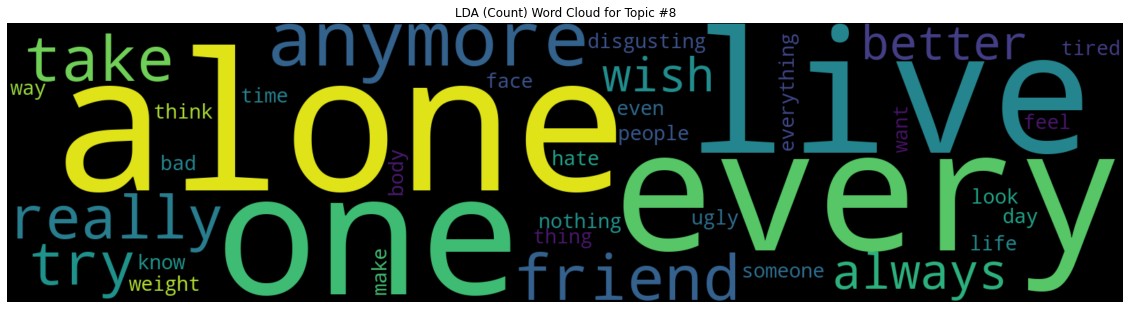 LDA (Count) Word Cloud for Topic #8
take
anymore
disgusting
better
tired
way
alone
face
wish
everything
live
think
time
even
want
feel
people
bad
body
hate
every
really
one
nothing
ugly
look
day
thing
try
know
weight
make
friend
someone
always
life